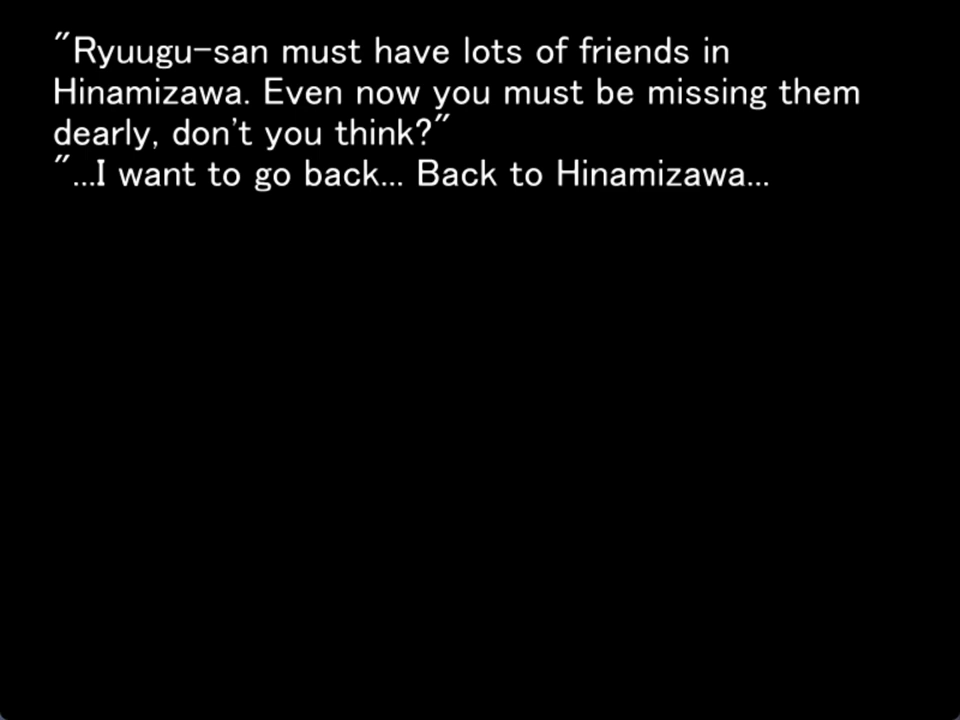 "Ryuugu-san must have lots of friends in
Hinamizawa. Even now you must be missing them
dearly, don't you think?"
"...I want to go back... Back to Hinamizawa...